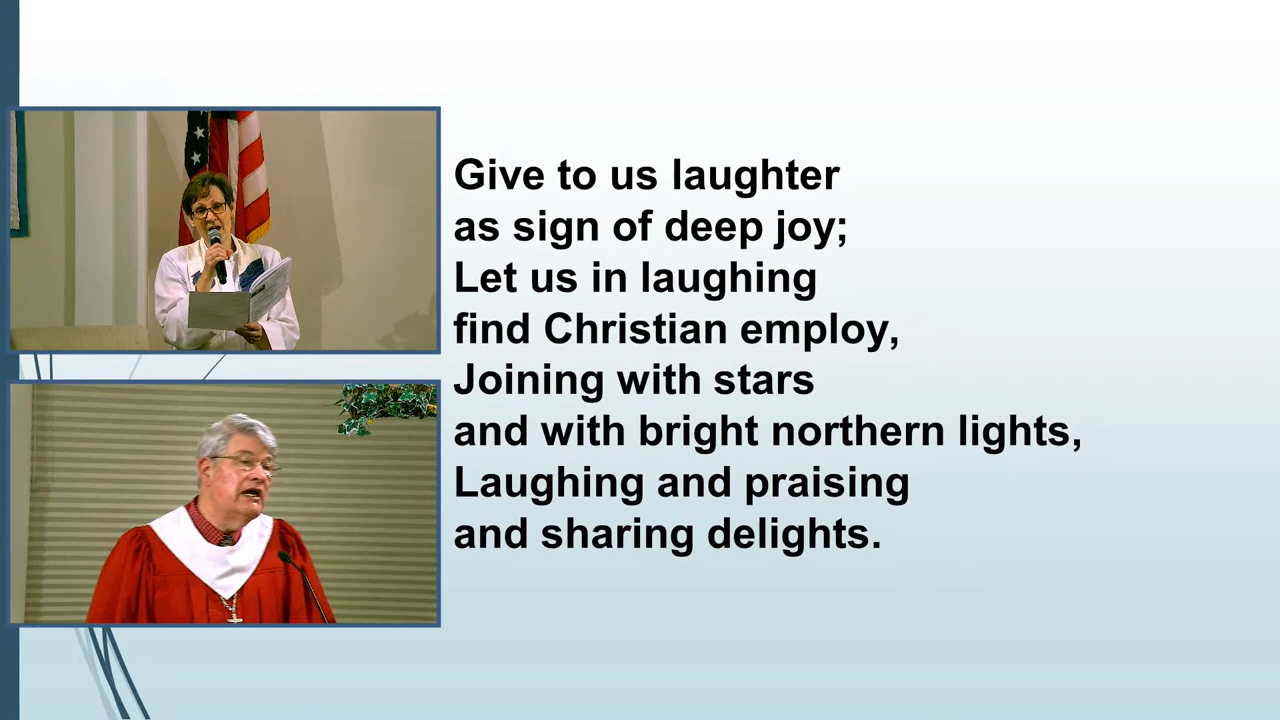 Give to us laughter
as sign of deep joy;
Let us in laughing
find Christian employ,
Joining with stars
and with bright northern lights,
Laughing and praising
and sharing delights.